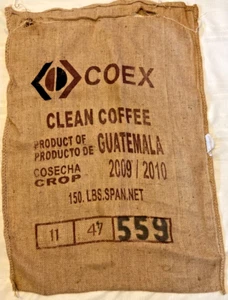 COEX
CLEAN COFFEE
PRODUCT OF
PRODUCTO DE GUATEMALA
COSECHA
CROP 2009 / 2010
150. LBS.SPAN.NET
11 47 559